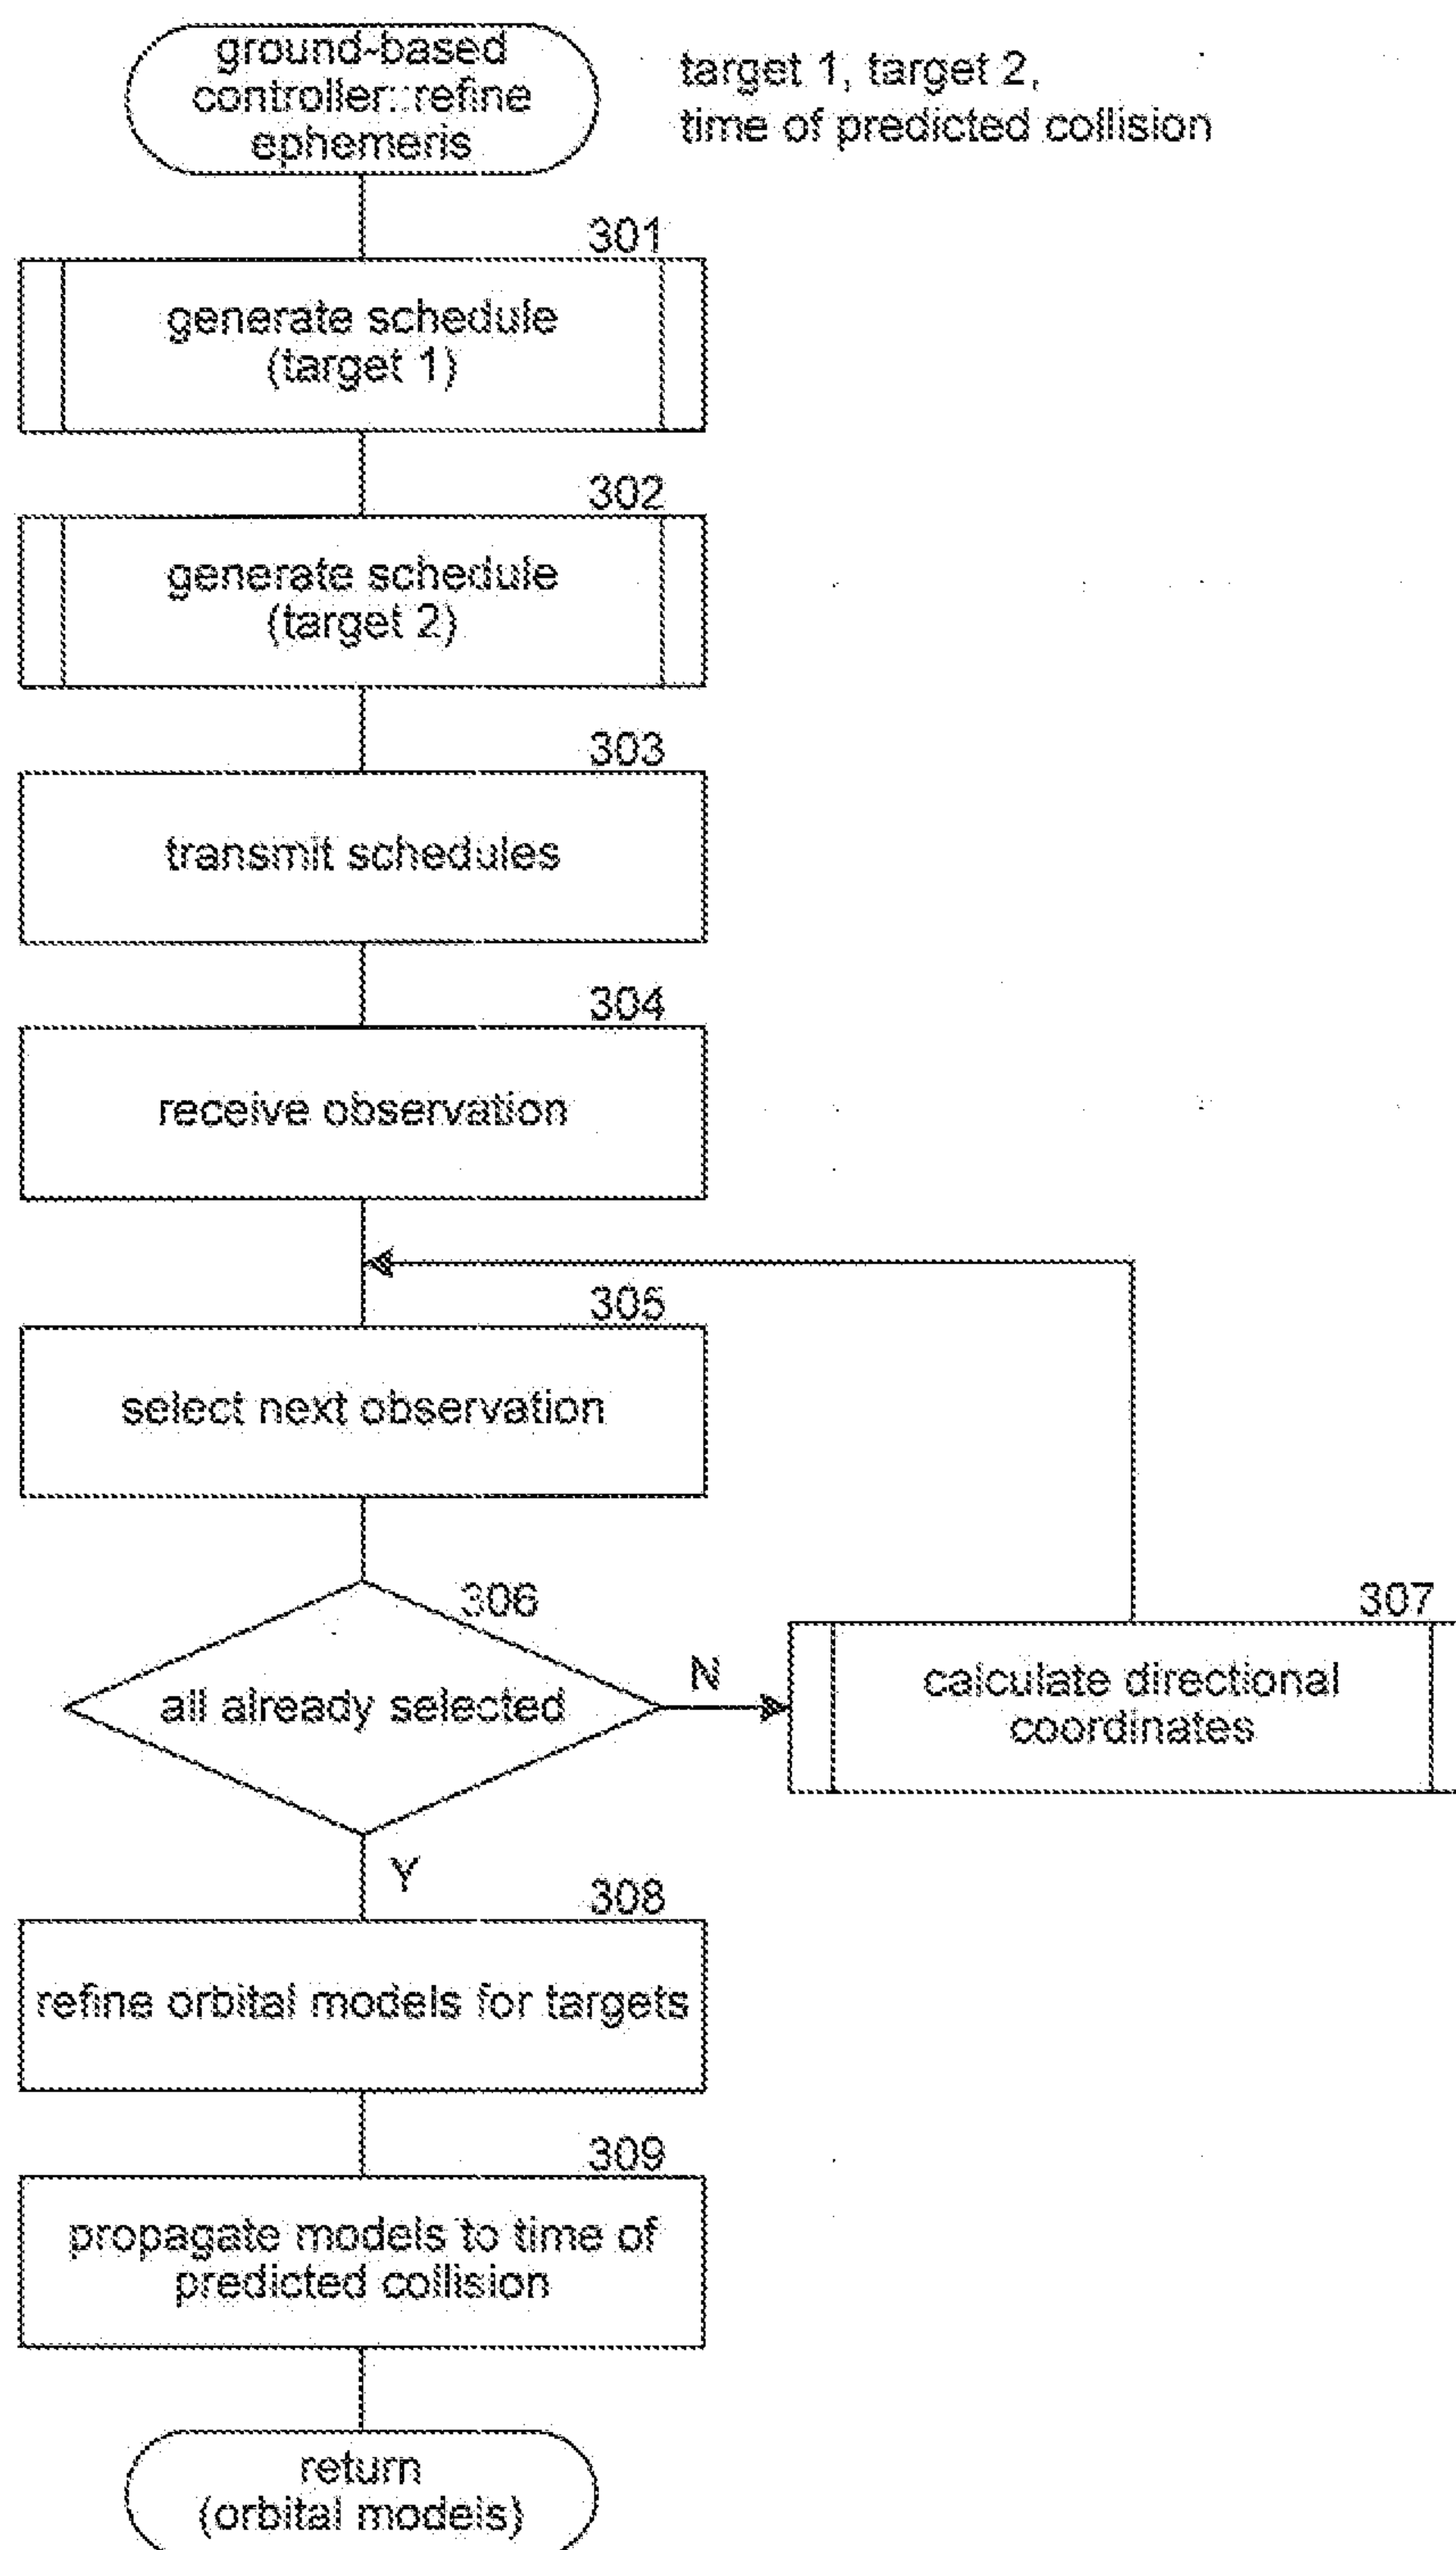 ground-based
controller::refine
ephemeris
target 1, target 2,
time of predicted collision
301
generate schedule
(target 1)
302
generate schedule
(target 2)
303
transmit schedules
304
receive observation
305
select next observation
306
all already selected
N
307
calculate directional
coordinates
Y
308
refine orbital models for targets
309
propagate models to time of
predicted collision
return
(orbital models)